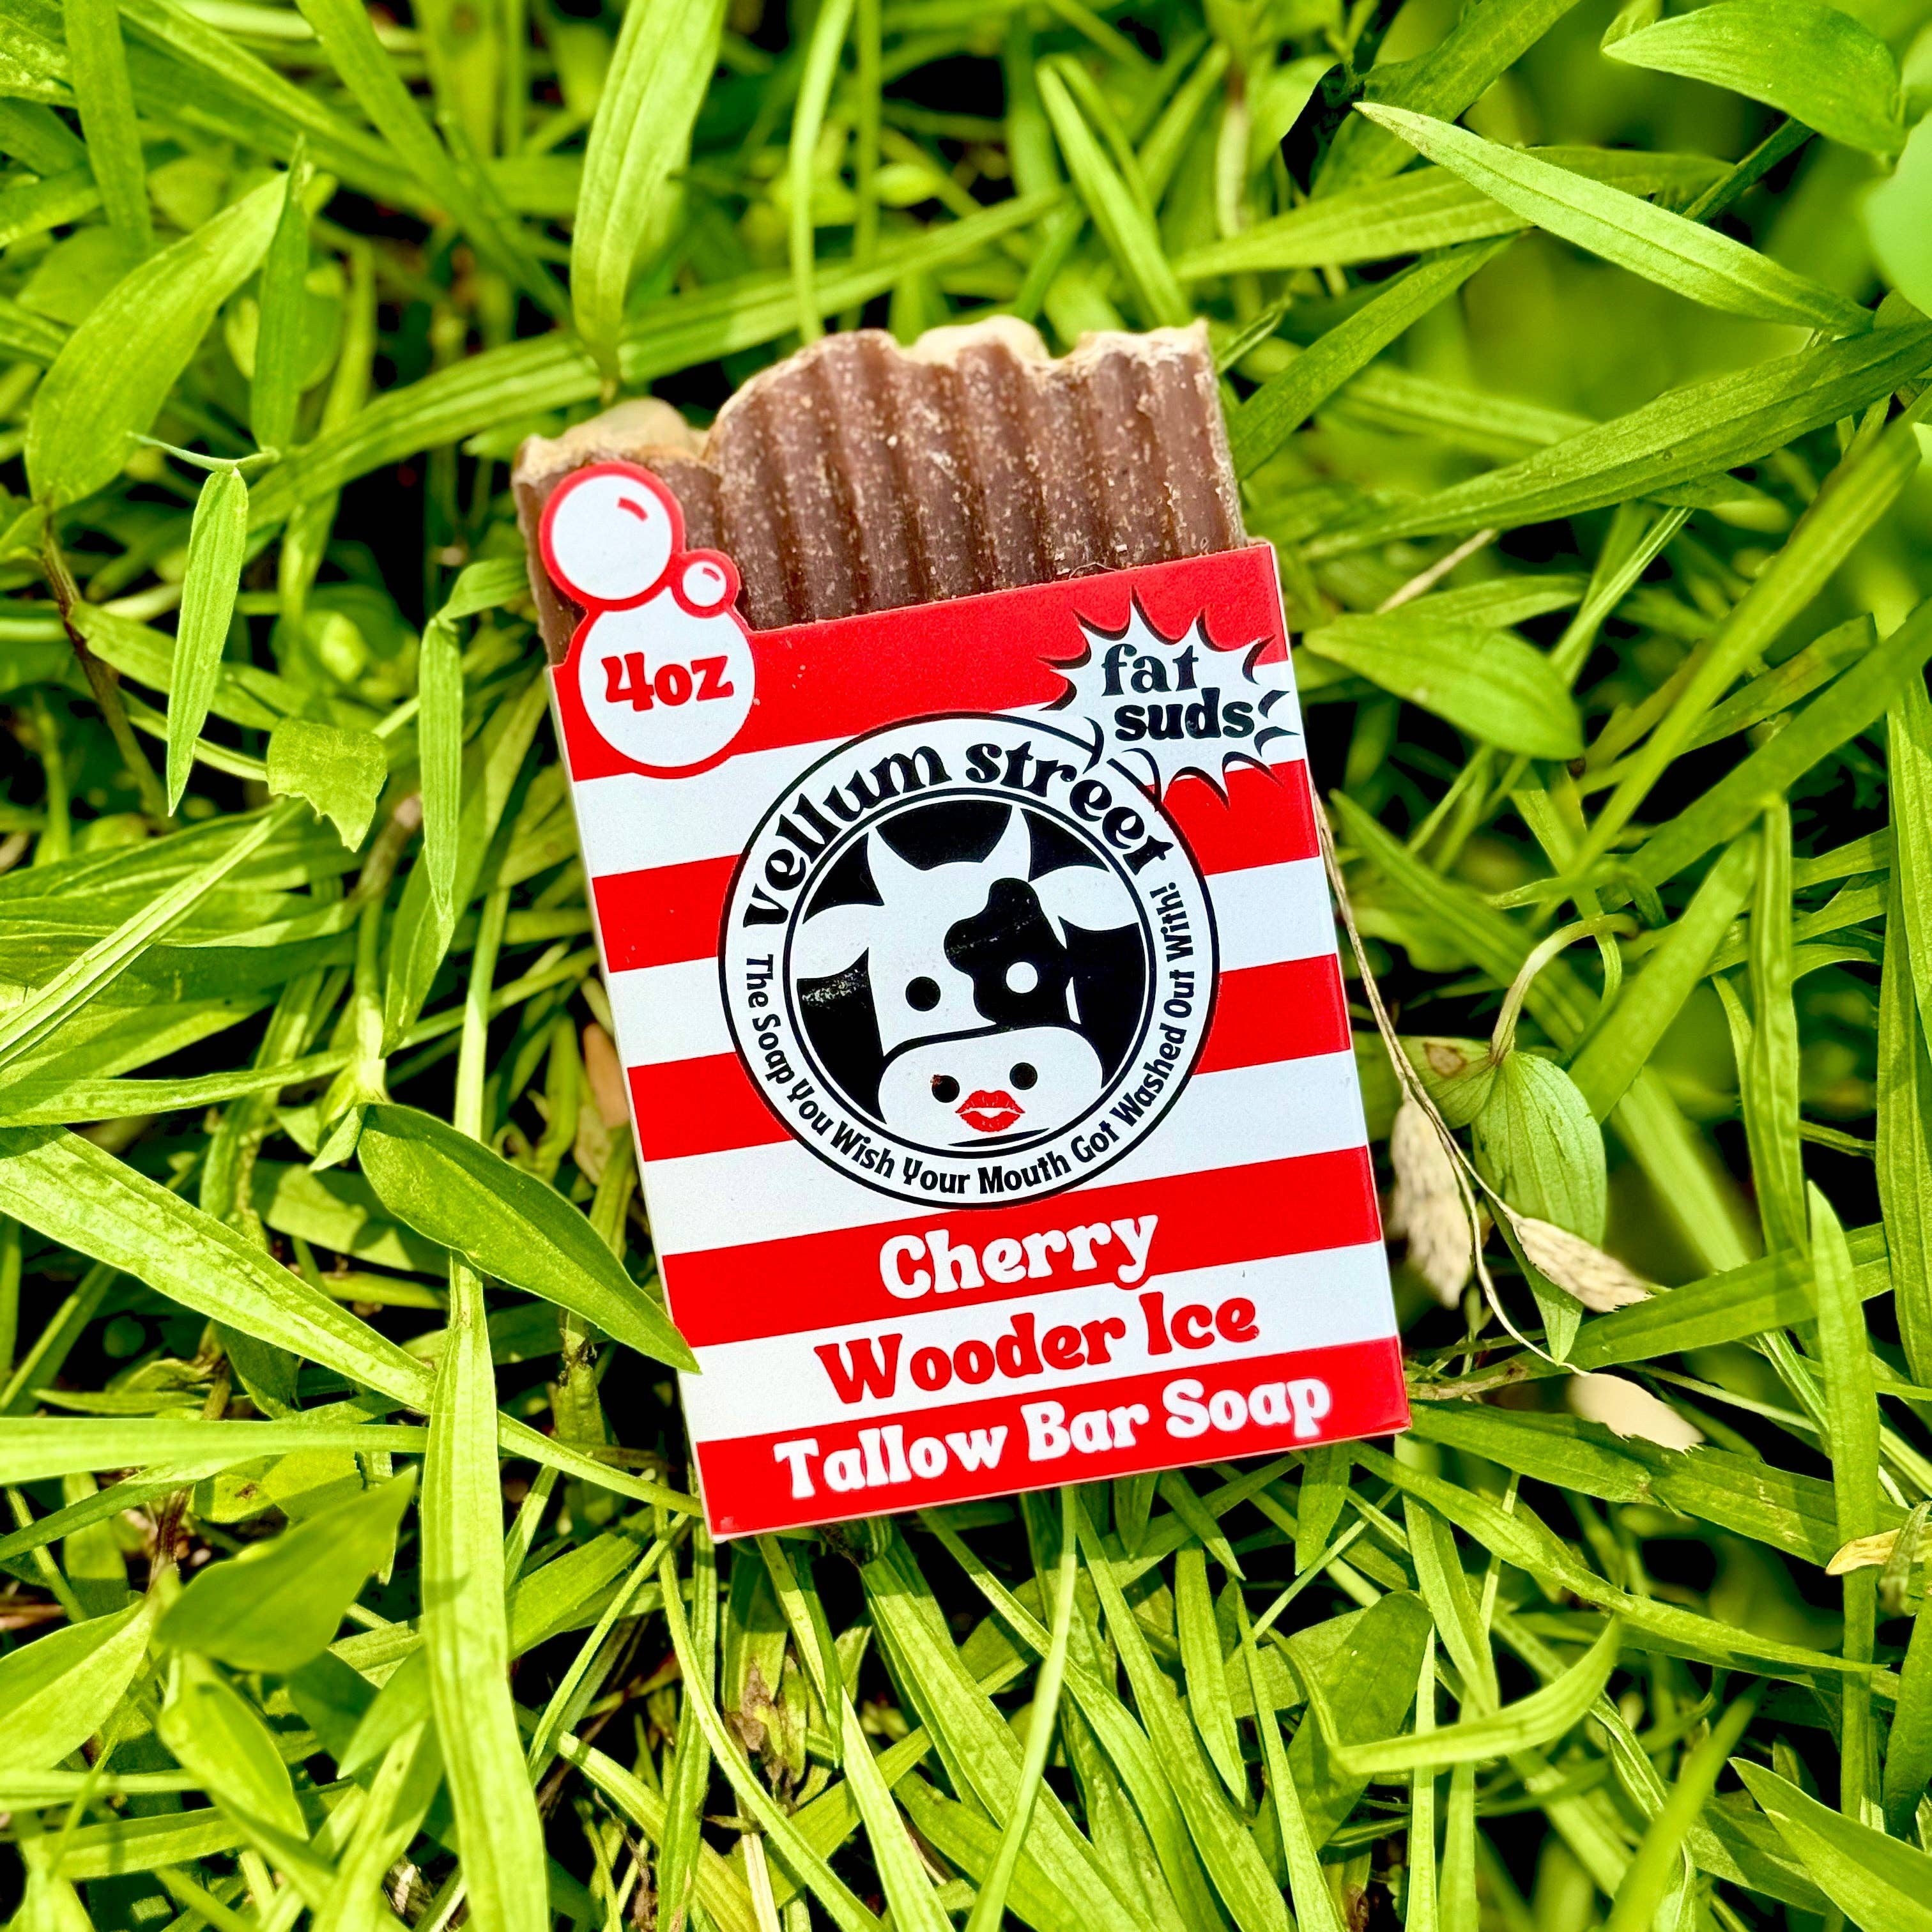 4oz
fat
suds
Vellum street
The Soap You Wish Your Mouth Got Washed Out With!
Cherry
Wooder Ice
Tallow Bar Soap